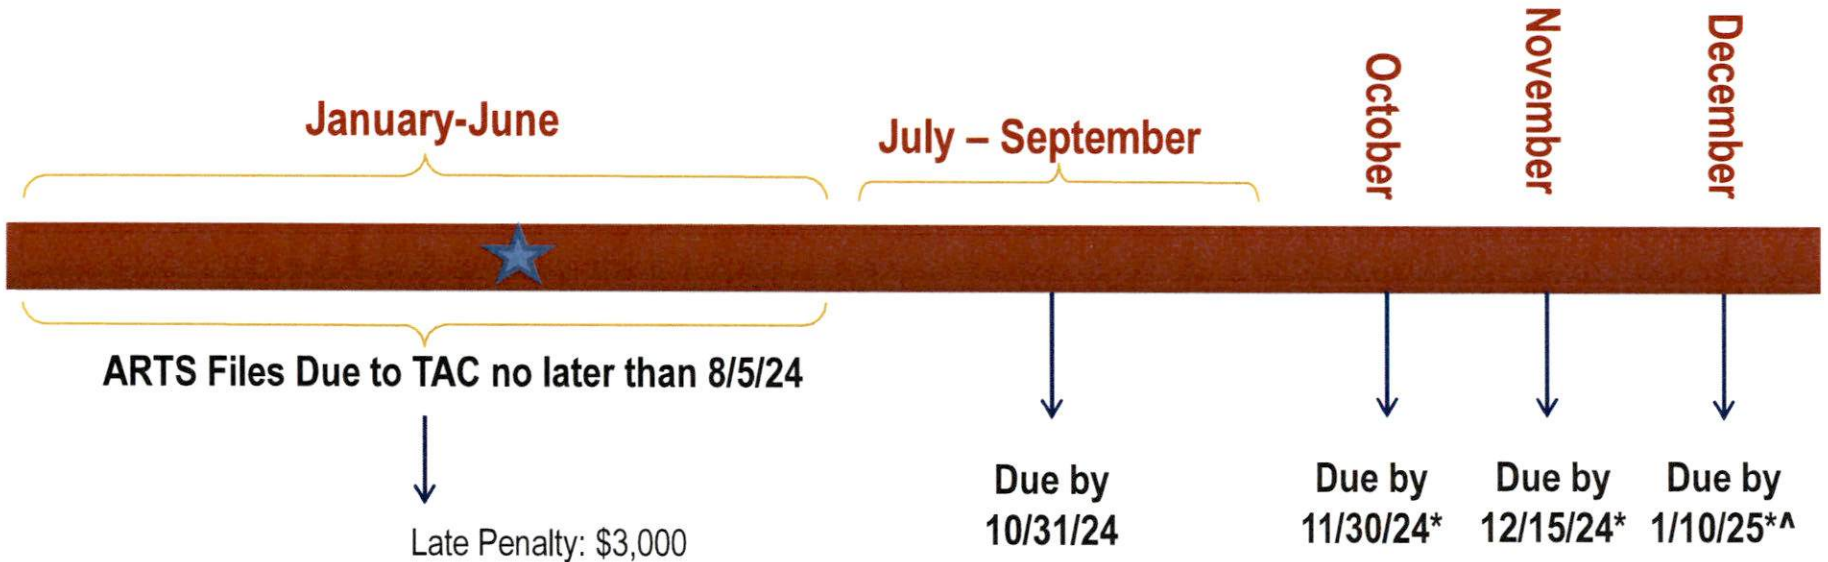 January-June
July – September
October
November
December
ARTS Files Due to TAC no later than 8/5/24
Late Penalty: $3,000
Due by
10/31/24
Due by
11/30/24*
Due by
12/15/24*
Due by
1/10/25*^